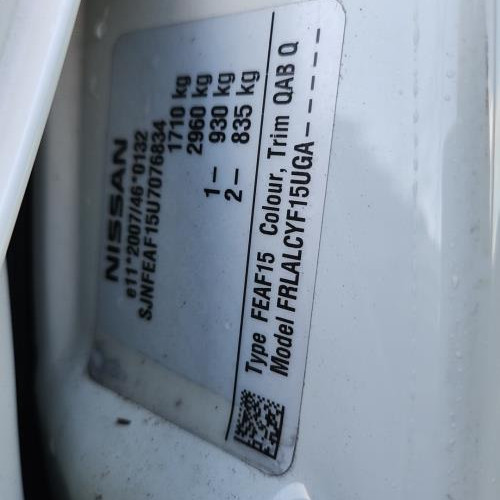 NISSAN
e11*2007/46*0132
SJNFEAF15U7076834
1710 kg
2960 kg
1- 930 kg
2- 835 kg
Type FEAF15 Colour, Trim QAB Q
Model FRLALCYF15UGA-----